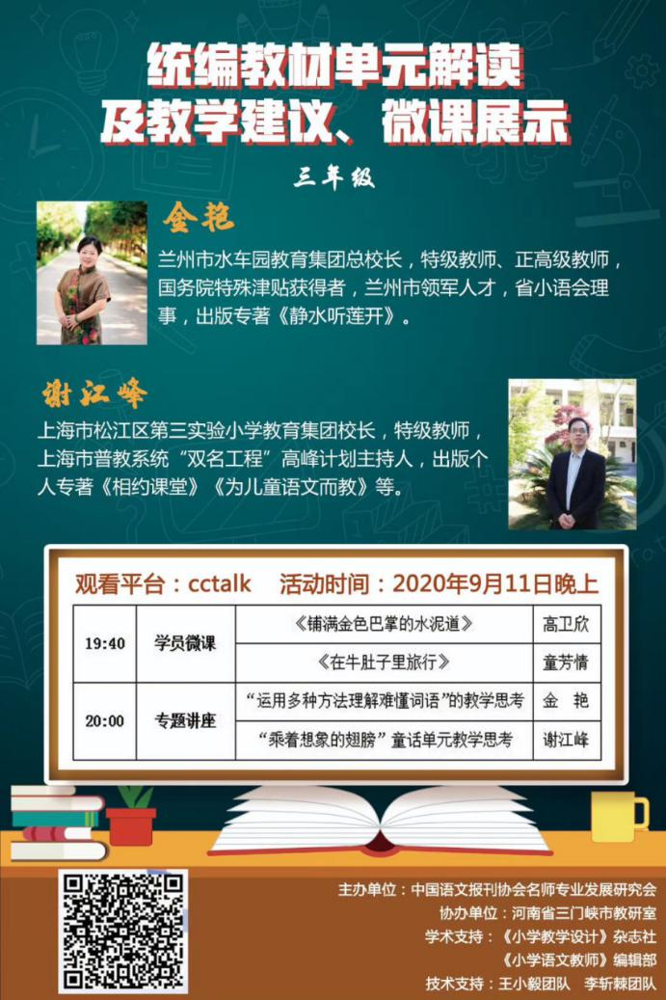 统编教材单元解读
及教学建议、微课展示
三年级
金艳
兰州市水车园教育集团总校长，特级教师、正高级教师，
国务院特殊津贴获得者，兰州市领军人才，省小语会理
事，出版专著《静水听莲开》。
谢江峰
上海市松江区第三实验小学教育集团校长，特级教师，
上海市普教系统“双名工程”高峰计划主持人，出版个
人专著《相约课堂》《为儿童语文而教》等。
观看平台：cctalk 活动时间：2020年9月11日晚上
19:40 学员微课 《铺满金色巴掌的水泥道》 高卫欣
《在牛肚子里旅行》 童芳情
20:00 专题讲座 “运用多种方法理解难懂词语”的教学思考 金 艳
“乘着想象的翅膀”童话单元教学思考 谢江峰
主办单位：中国语文报刊协会名师专业发展研究会
协办单位：河南省三门峡市教研室
学术支持：《小学教学设计》杂志社
《小学语文教师》编辑部
技术支持：王小毅团队 李斩棘团队